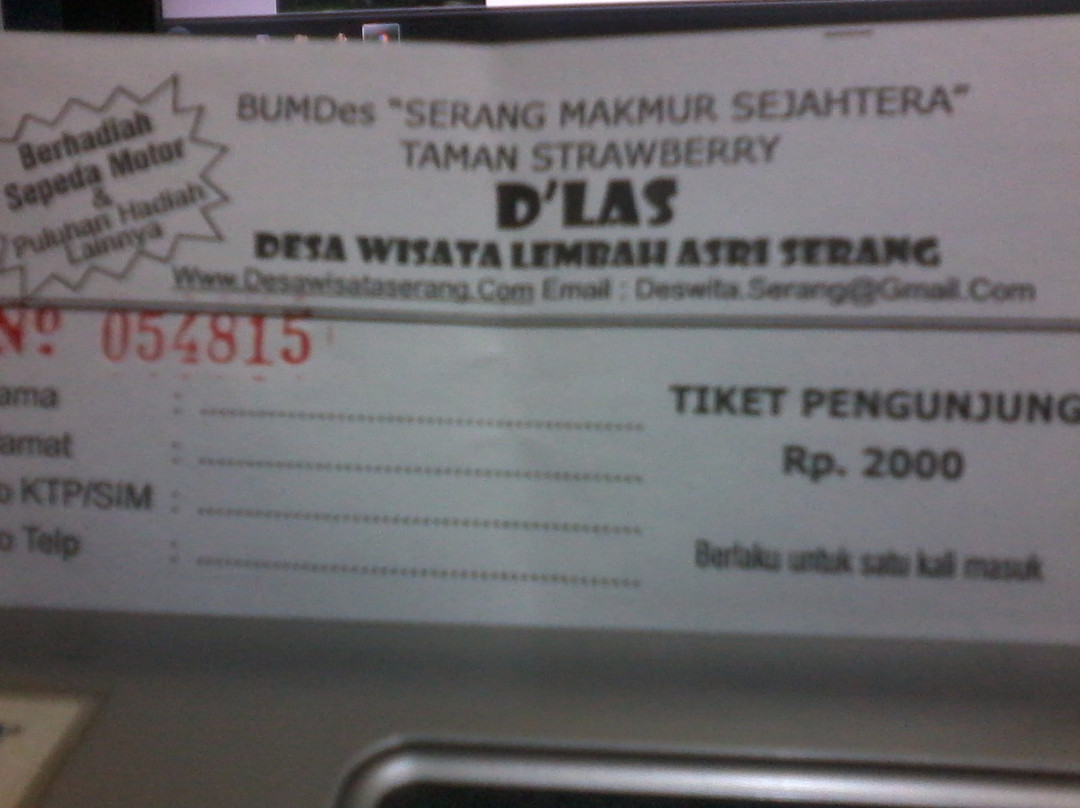 BUMDes "SERANG MAKMUR SEJAHTERA"
TAMAN STRAWBERRY
D'LAS
DESA WISATA LEMBAH ASRI SERANG
Www.Desawisataserang.Com Email : Deswita.Serang@Gmail.Com
Berhadiah
Sepeda Motor
&
Puluhan Hadiah
Lainnya
Nº 054815
ama :
amat :
o KTP/SIM :
o Telp :
TIKET PENGUNJUNG
Rp. 2000
Berlaku untuk satu kali masuk